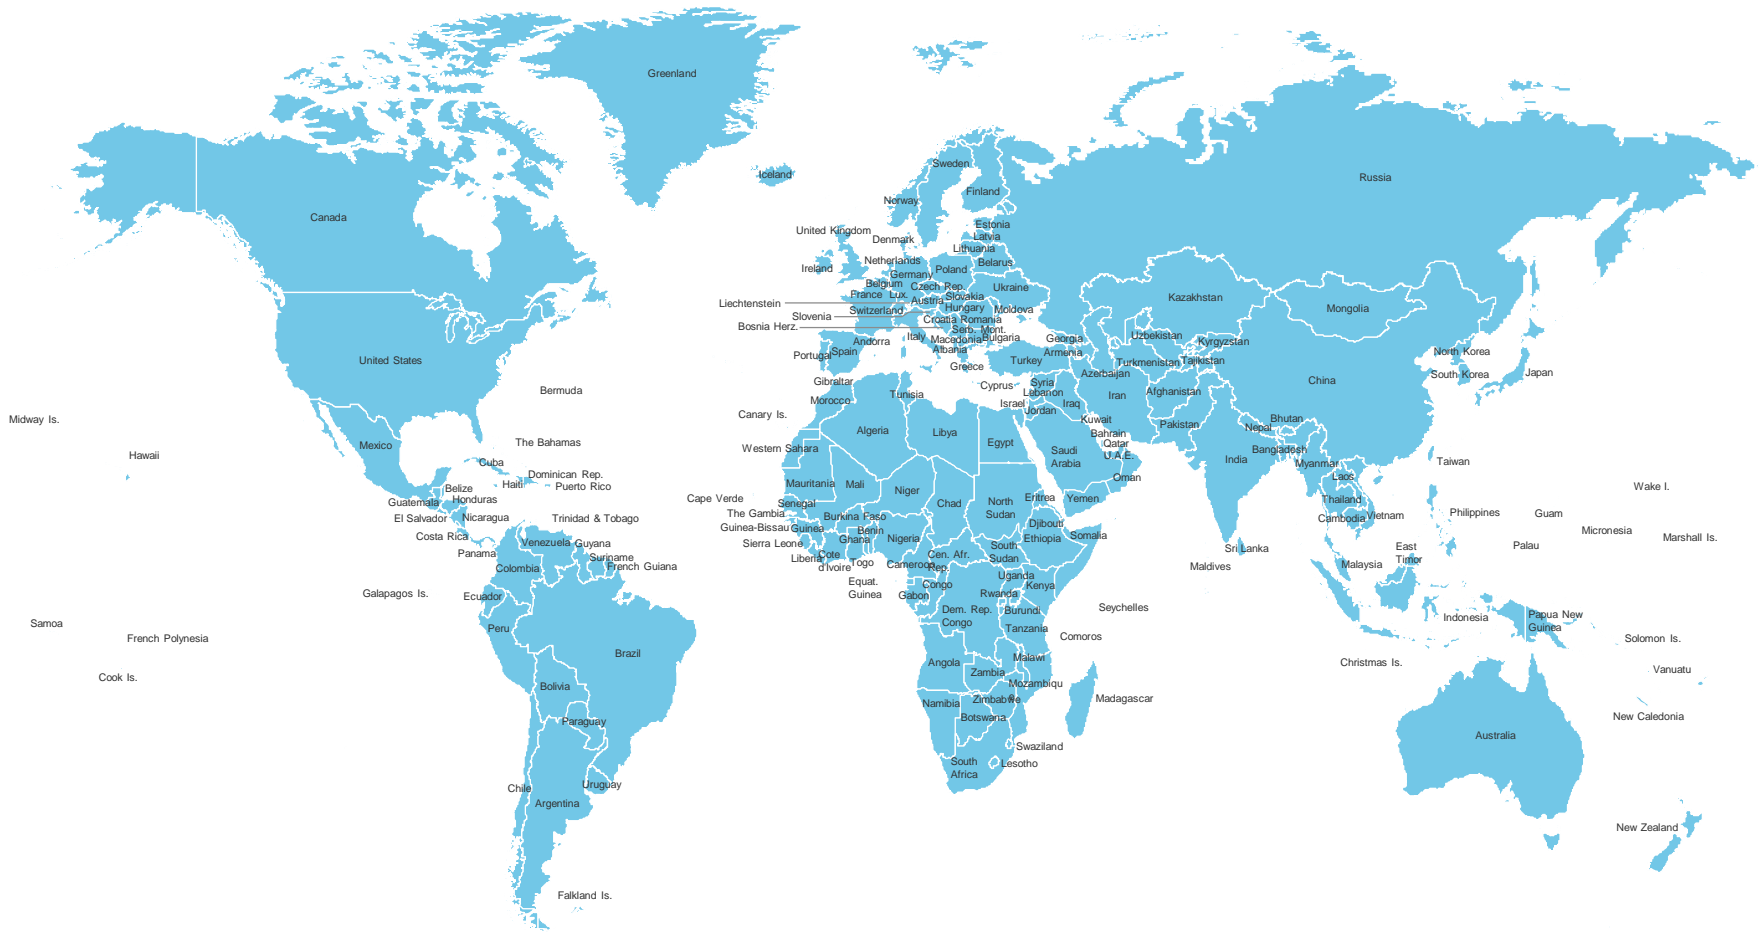 Greenland
Iceland
Sweden
Finland
Norway
Russia
Canada
United Kingdom
Denmark
Estonia
Latvia
Lithuania
Ireland
Netherlands
Germany
Poland
Belarus
Belgium
Czech Rep.
Ukraine
France
Lux.
Slovakia
Liechtenstein
Austria
Switzerland
Hungary
Moldova
Slovenia
Croatia
Romania
Bosnia Herz.
Serb. Mont.
Italy
Macedonia
Bulgaria
Andorra
Albania
Portugal
Spain
Greece
Turkey
Georgia
Armenia
Azerbaijan
Kazakhstan
Mongolia
Uzbekistan
Kyrgyzstan
Turkmenistan
Tajikistan
North Korea
South Korea
Japan
China
United States
Bermuda
Gibraltar
Morocco
Tunisia
Cyprus
Syria
Lebanon
Israel
Jordan
Iraq
Iran
Afghanistan
Kuwait
Pakistan
Bahrain
Qatar
U.A.E.
Nepal
Bhutan
Bangladesh
India
Myanmar
Laos
Taiwan
Midway Is.
Hawaii
Mexico
The Bahamas
Cuba
Haiti
Dominican Rep.
Puerto Rico
Belize
Honduras
Guatemala
El Salvador
Nicaragua
Costa Rica
Panama
Trinidad & Tobago
Canary Is.
Western Sahara
Algeria
Libya
Egypt
Saudi
Arabia
Oman
Yemen
Cape Verde
Mauritania
Mali
Niger
Chad
North
Sudan
Eritrea
Djibouti
Senegal
The Gambia
Guinea-Bissau
Guinea
Burkina Faso
Benin
Sierra Leone
Liberia
Cote
d'Ivoire
Ghana
Togo
Nigeria
Cameroon
Cen. Afr.
Rep.
South
Sudan
Ethiopia
Somalia
Thailand
Cambodia
Vietnam
Philippines
Guam
Wake I.
Micronesia
Marshall Is.
Palau
Sri Lanka
Maldives
Malaysia
East
Timor
Venezuela
Guyana
Suriname
French Guiana
Colombia
Galapagos Is.
Ecuador
Peru
Brazil
Equat.
Guinea
Gabon
Congo
Uganda
Kenya
Rwanda
Burundi
Dem. Rep.
Congo
Tanzania
Seychelles
Comoros
Indonesia
Papua New
Guinea
Solomon Is.
Samoa
French Polynesia
Cook Is.
Bolivia
Paraguay
Angola
Zambia
Malawi
Mozambiqu
e
Zimbabwe
Namibia
Botswana
Madagascar
Christmas Is.
Vanuatu
New Caledonia
Australia
Swaziland
Lesotho
South
Africa
Chile
Uruguay
Argentina
New Zealand
Falkland Is.